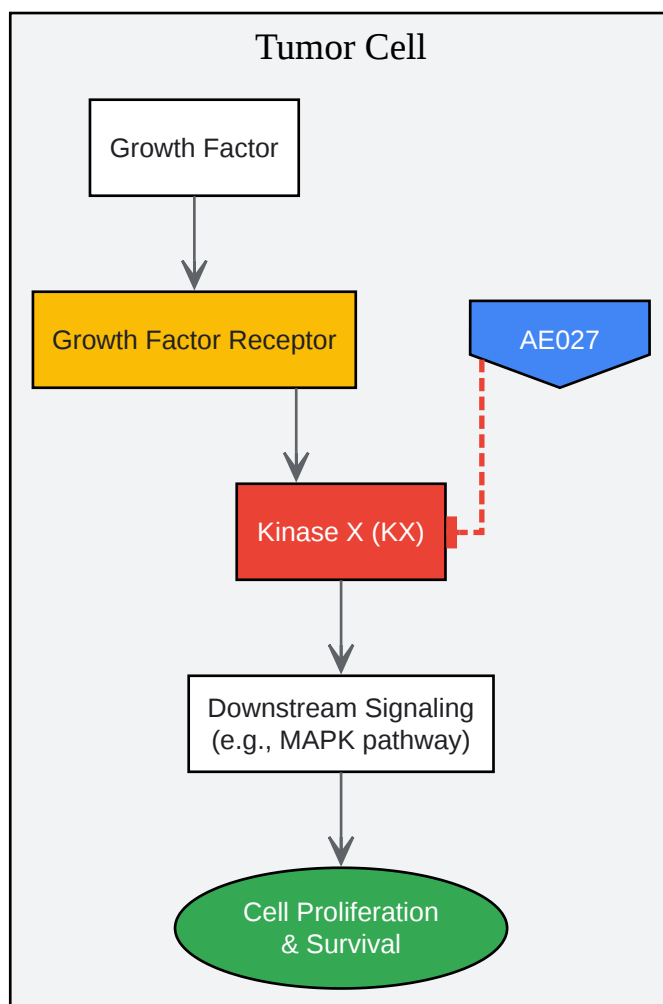 Tumor Cell
Growth Factor
Growth Factor Receptor
AE027
Kinase X (KX)
Downstream Signaling
(e.g., MAPK pathway)
Cell Proliferation
& Survival